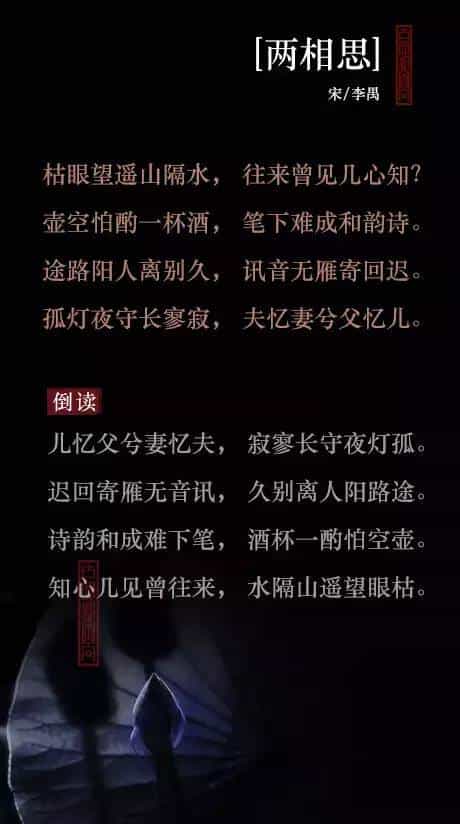 [两相思]
宋/李禺
枯眼望遥山隔水， 往来曾见几心知？
壶空怕酌一杯酒， 笔下难成和韵诗。
途路阳人离别久， 讯音无雁寄回迟。
孤灯夜守长寥寂， 夫忆妻兮父忆儿。
倒读
儿忆父兮妻忆夫， 寂寥长守夜灯孤。
迟回寄雁无音讯， 久别离人阳路途。
诗韵和成难下笔， 酒杯一酌怕空壶。
知心几见曾往来， 水隔山遥望眼枯。